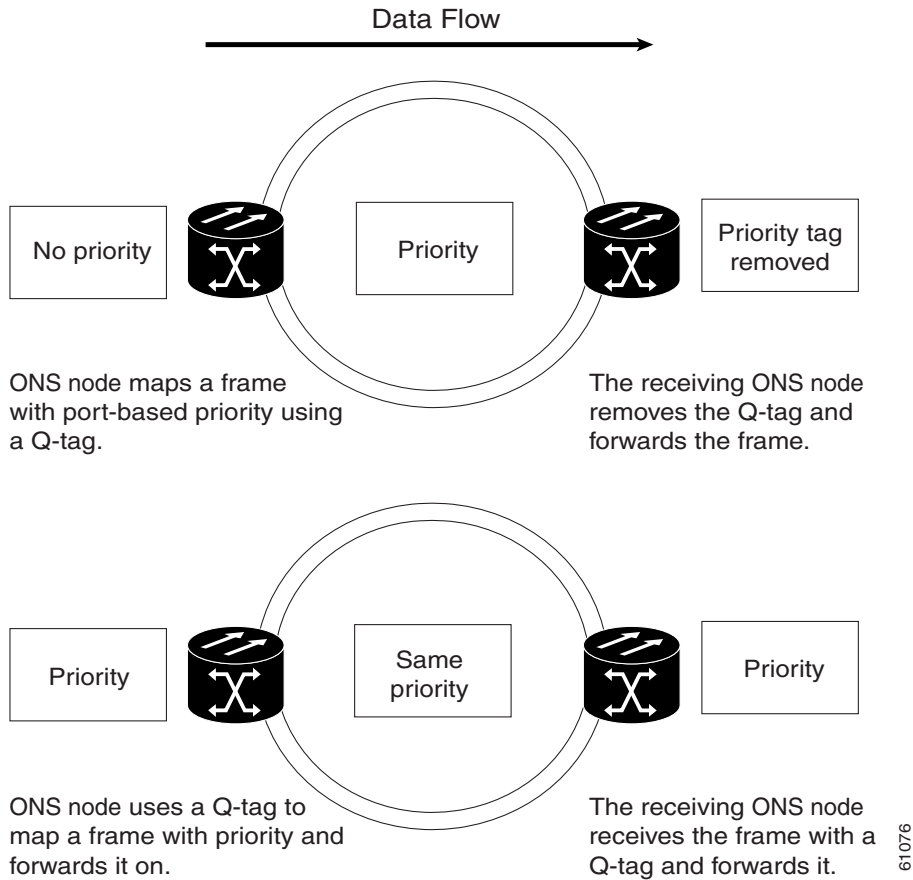 Data Flow
No priority
Priority
Priority tag
removed
ONS node maps a frame
with port-based priority using
a Q-tag.
The receiving ONS node
removes the Q-tag and
forwards the frame.
Priority
Same
priority
Priority
ONS node uses a Q-tag to
map a frame with priority and
forwards it on.
The receiving ONS node
receives the frame with a
Q-tag and forwards it.
61076